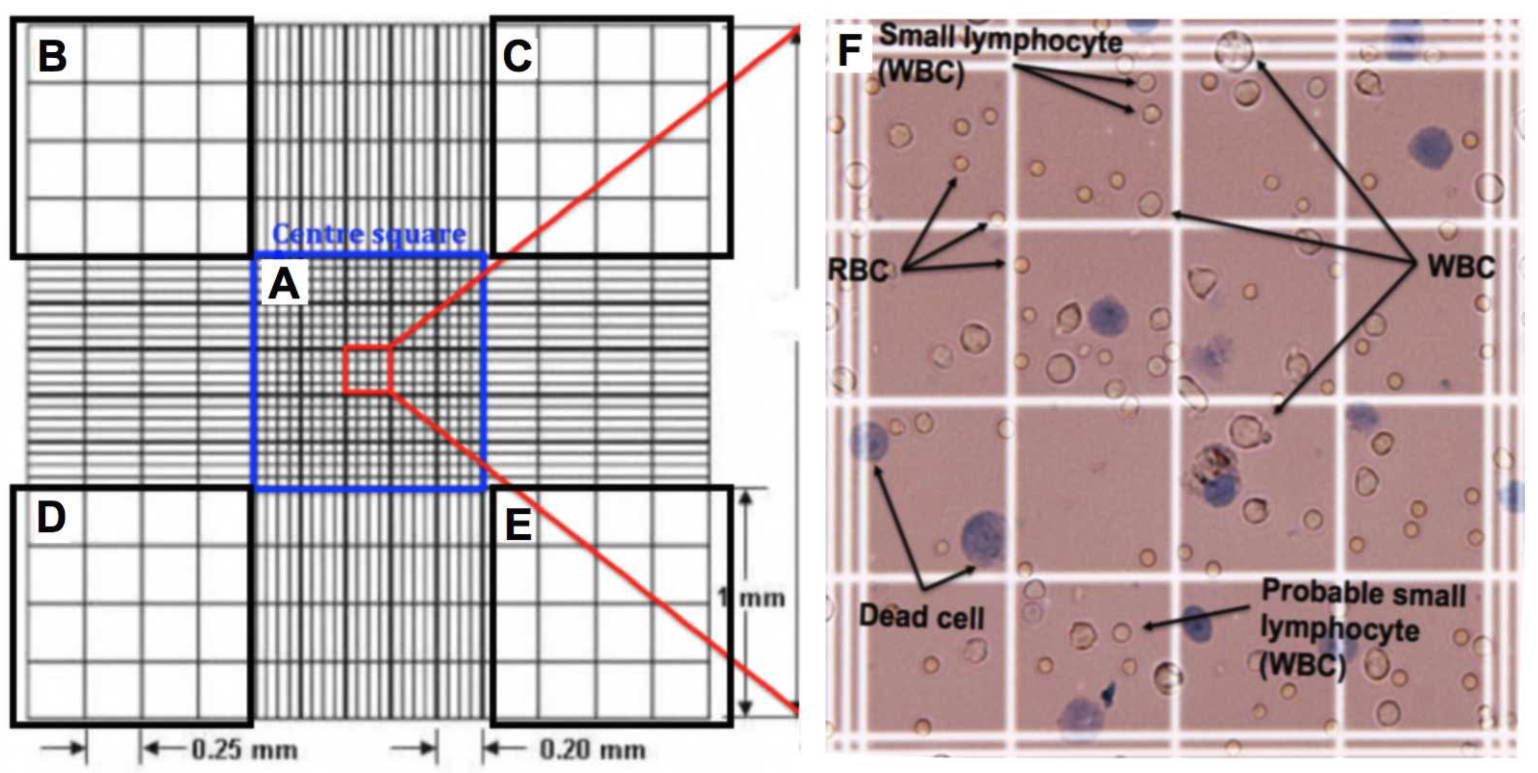 B
C
Centre square
A
D
E
1 mm
0.25 mm
0.20 mm
F
Small lymphocyte
(WBC)
RBC
WBC
Dead cell
Probable small
lymphocyte
(WBC)